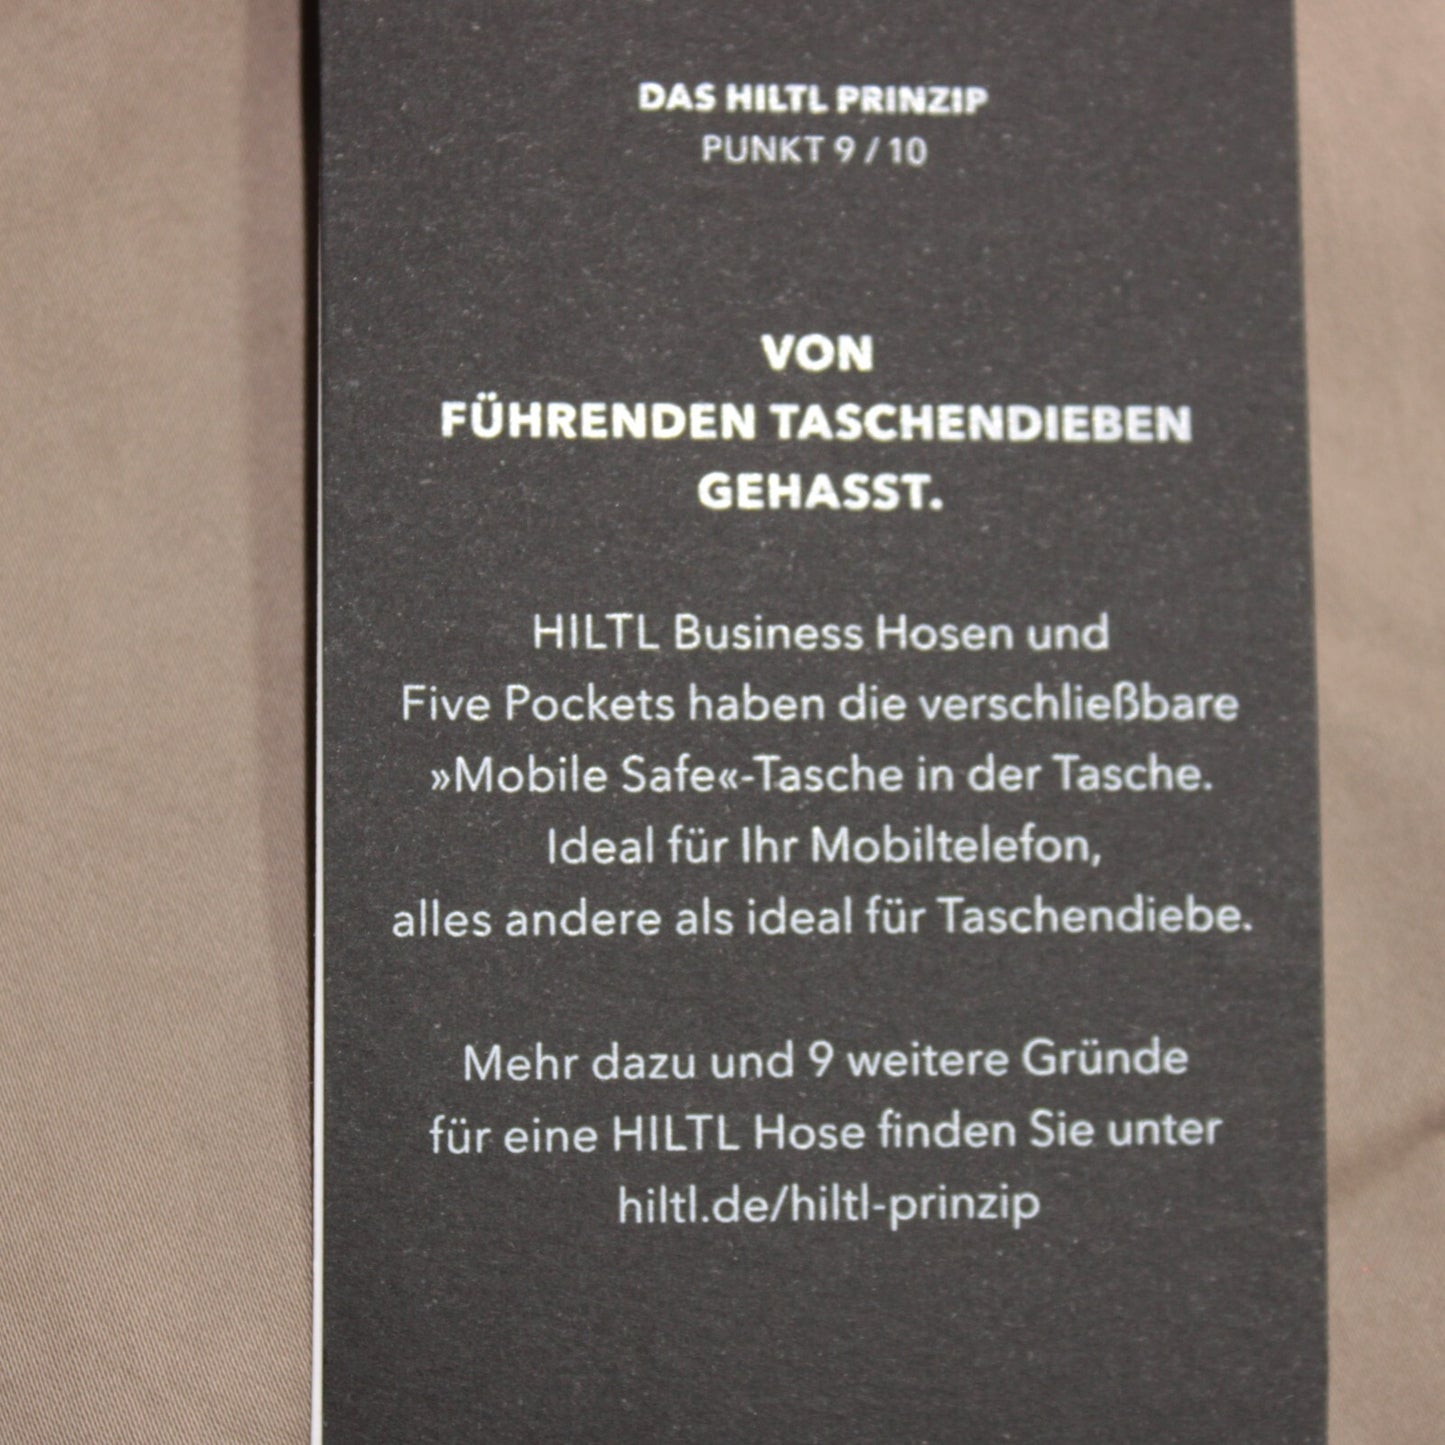 DAS HILTL PRINZIP
PUNKT 9 / 10
VON
FÜHRENDEN TASCHENDIEBEN
GEHASST.
HILTL Business Hosen und
Five Pockets haben die verschließbare
»Mobile Safe«-Tasche in der Tasche.
Ideal für Ihr Mobiltelefon,
alles andere als ideal für Taschendiebe.
Mehr dazu und 9 weitere Gründe
für eine HILTL Hose finden Sie unter
hiltl.de/hiltl-prinzip